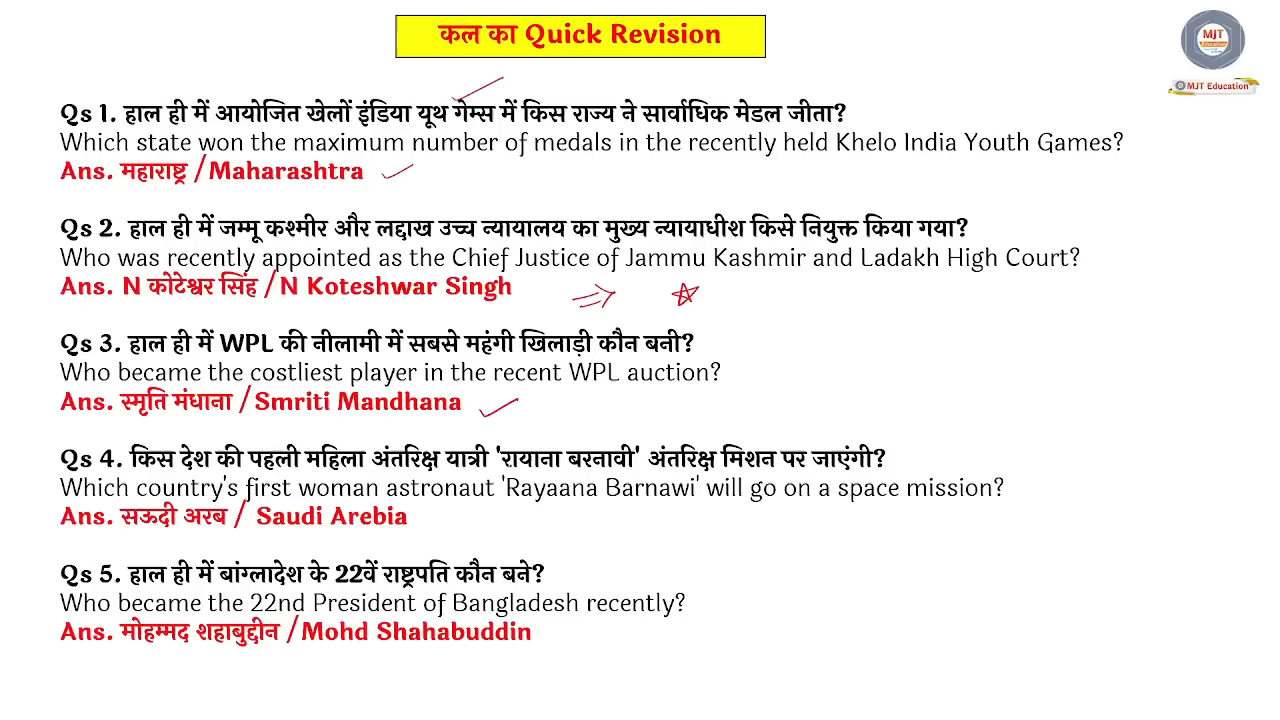 कल का Quick Revision
MJT
Education
MJT Education
Qs 1. हाल ही में आयोजित खेलों इंडिया यूथ गेम्स में किस राज्य ने सार्वाधिक मेडल जीता?
Which state won the maximum number of medals in the recently held Khelo India Youth Games?
Ans. महाराष्ट्र /Maharashtra
Qs 2. हाल ही में जम्मू कश्मीर और लद्दाख उच्च न्यायालय का मुख्य न्यायाधीश किसे नियुक्त किया गया?
Who was recently appointed as the Chief Justice of Jammu Kashmir and Ladakh High Court?
Ans. N कोटेश्वर सिंह /N Koteshwar Singh
Qs 3. हाल ही में WPL की नीलामी में सबसे महंगी खिलाड़ी कौन बनी?
Who became the costliest player in the recent WPL auction?
Ans. स्मृति मंधाना /Smriti Mandhana
Qs 4. किस देश की पहली महिला अंतरिक्ष यात्री 'रायाना बरनावी' अंतरिक्ष मिशन पर जाएंगी?
Which country's first woman astronaut 'Rayaana Barnawi' will go on a space mission?
Ans. सऊदी अरब / Saudi Arebia
Qs 5. हाल ही में बांग्लादेश के 22वें राष्ट्रपति कौन बने?
Who became the 22nd President of Bangladesh recently?
Ans. मोहम्मद शहाबुद्दीन /Mohd Shahabuddin